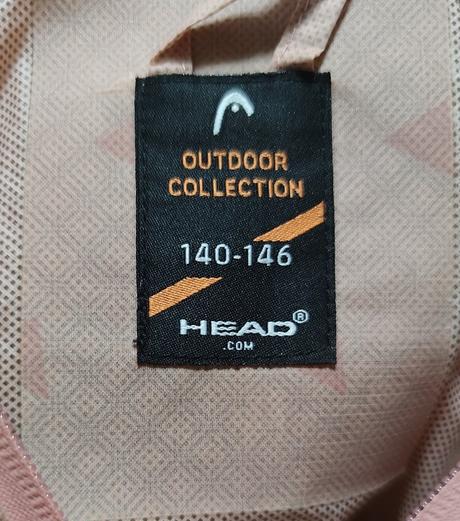 OUTDOOR
COLLECTION
140-146
HEAD®
.COM